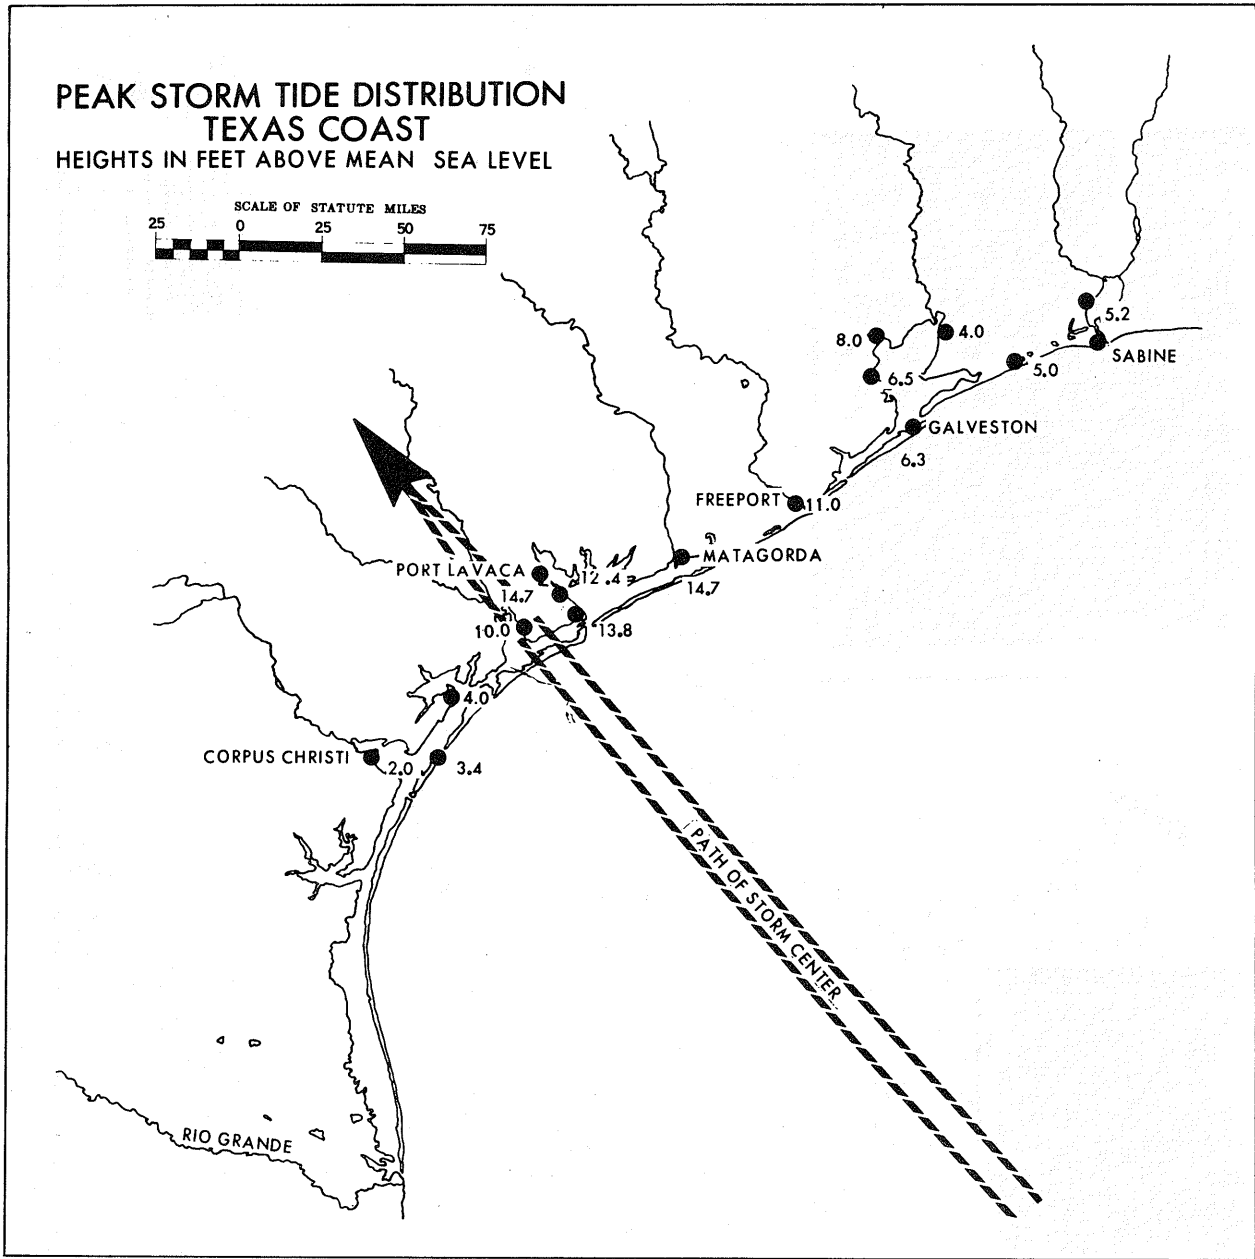 PEAK STORM TIDE DISTRIBUTION
TEXAS COAST
HEIGHTS IN FEET ABOVE MEAN SEA LEVEL
SCALE OF STATUTE MILES
25 0 25 50 75
5.2
SABINE
8.0
4.0
5.0
6.5
GALVESTON
6.3
FREEPORT
11.0
MATAGORDA
14.7
PORT LAVACA
12.4
14.7
10.0
13.8
4.0
CORPUS CHRISTI
2.0
3.4
PATH OF STORM CENTER
RIO GRANDE